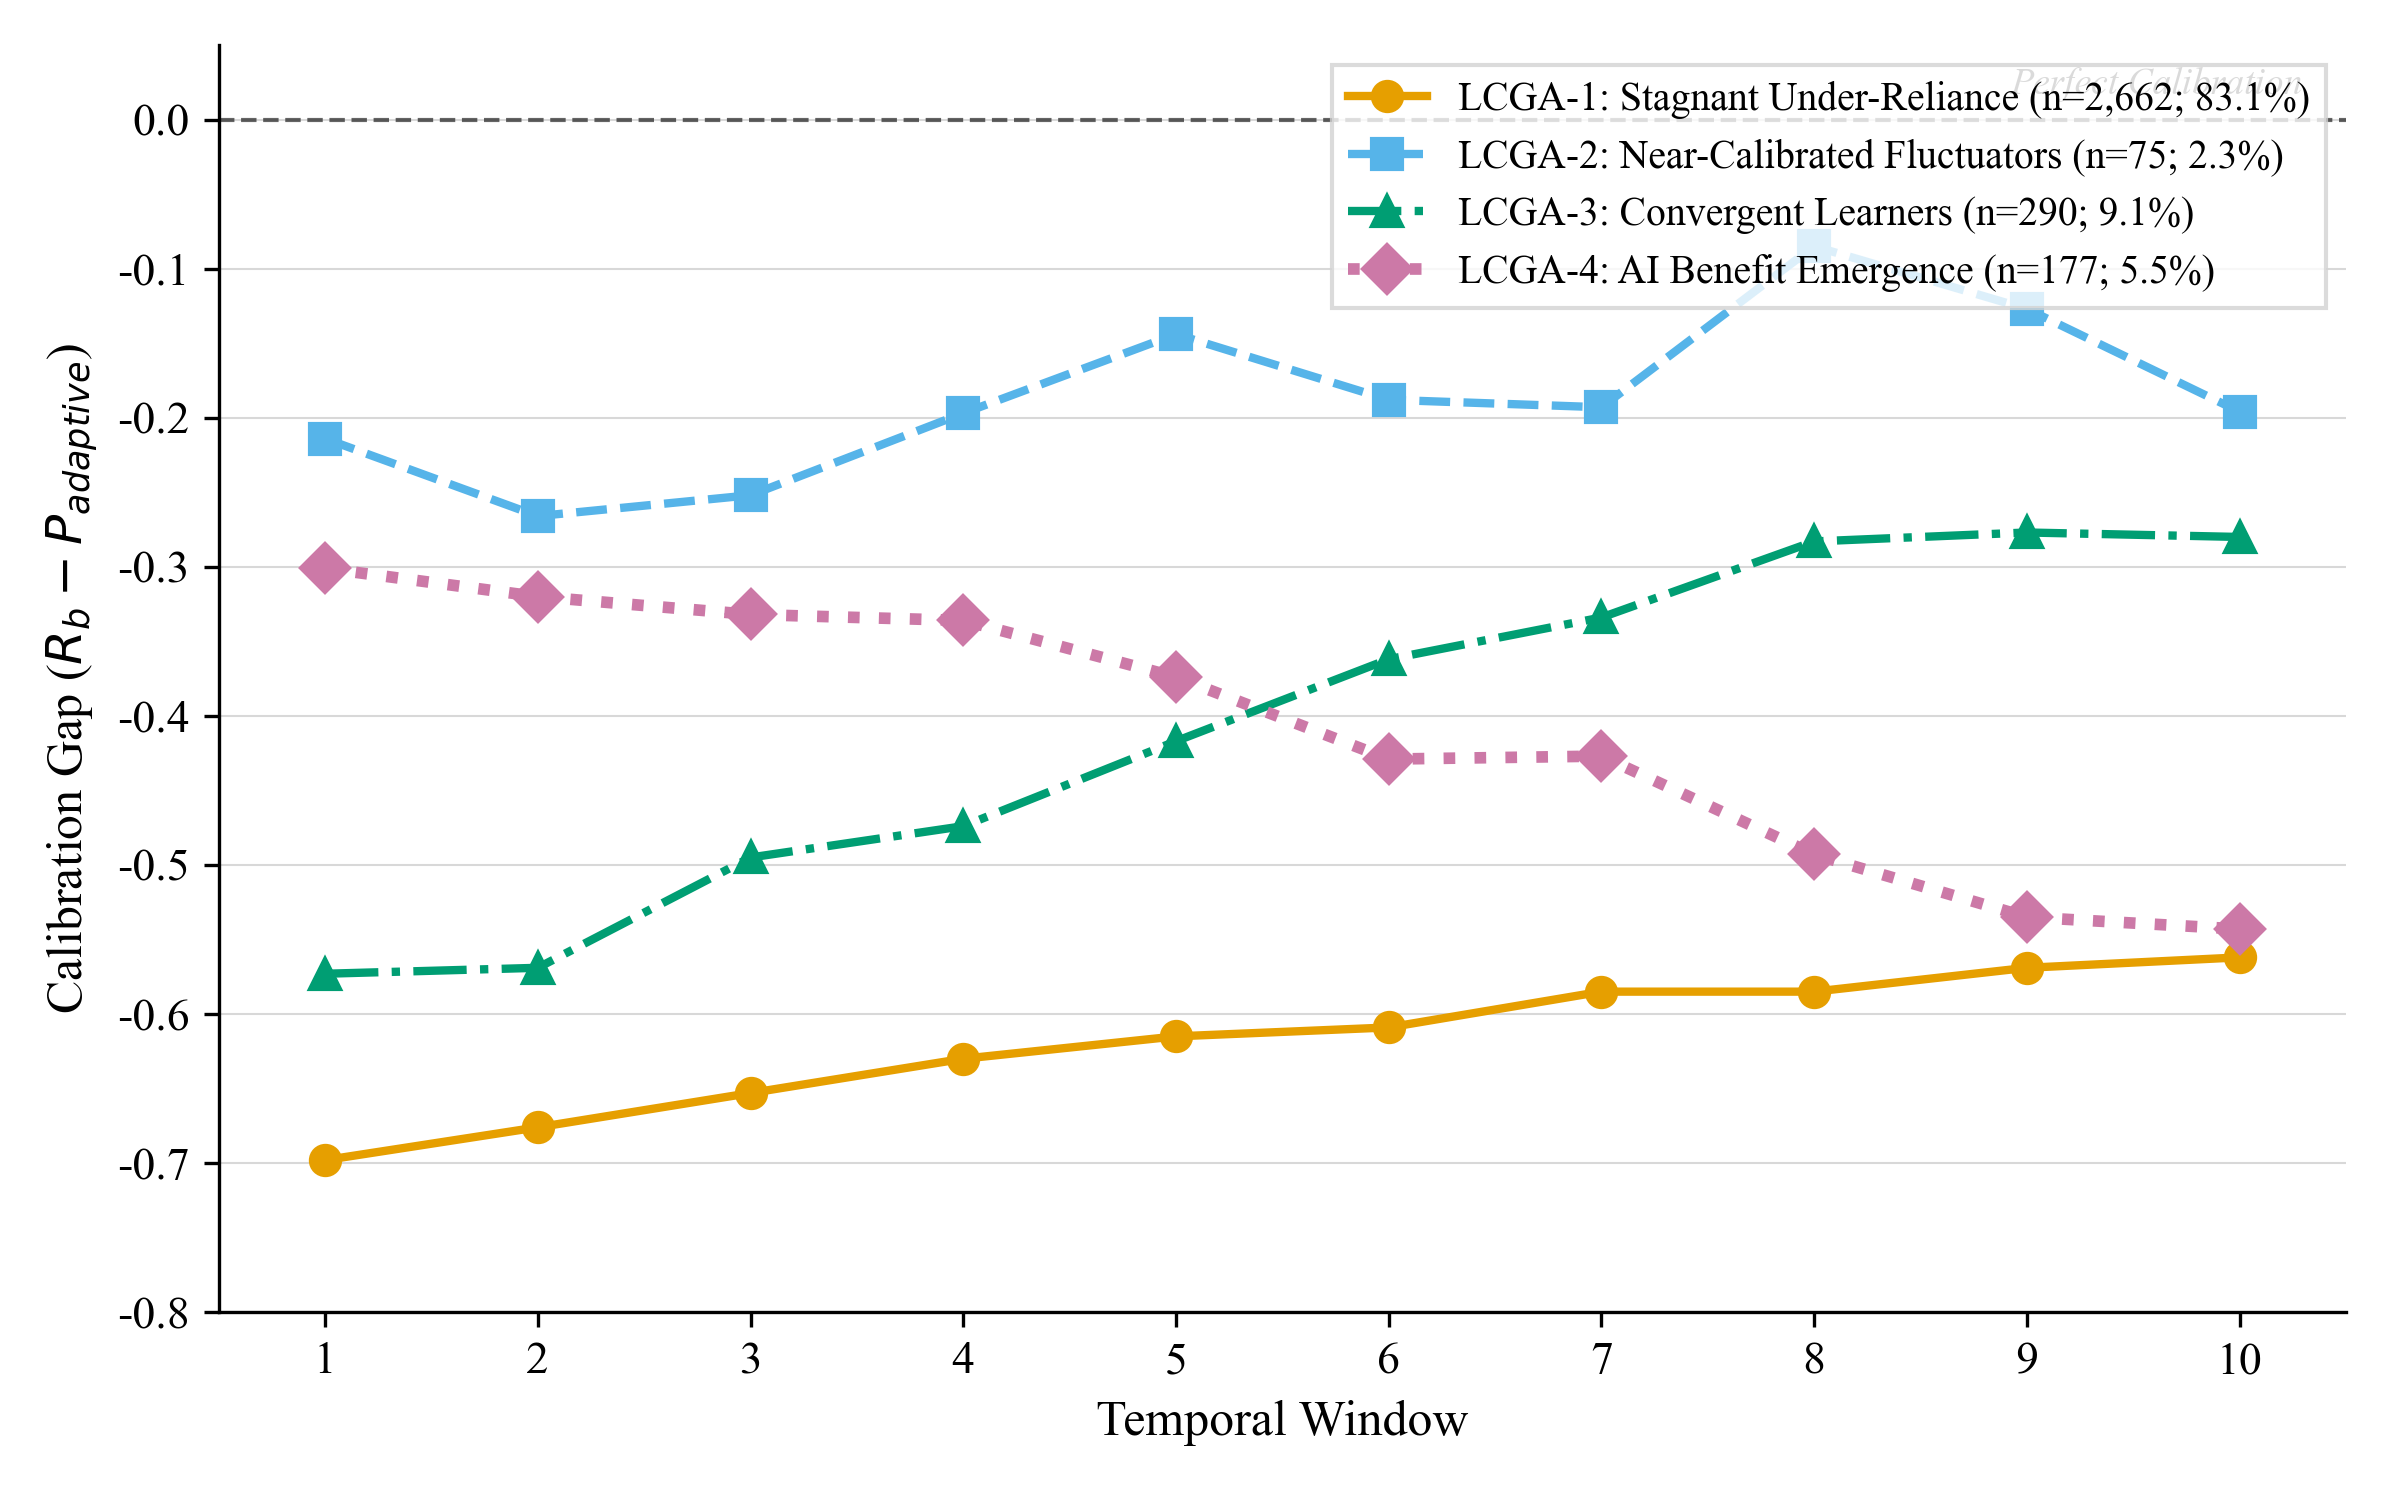 Perfect Calibration
LCGA-1: Stagnant Under-Reliance (n=2,662; 83.1%)
LCGA-2: Near-Calibrated Fluctuators (n=75; 2.3%)
LCGA-3: Convergent Learners (n=290; 9.1%)
LCGA-4: AI Benefit Emergence (n=177; 5.5%)
Calibration Gap (R_b − P_adaptive)
0.0
-0.1
-0.2
-0.3
-0.4
-0.5
-0.6
-0.7
-0.8
1 2 3 4 5 6 7 8 9 10
Temporal Window